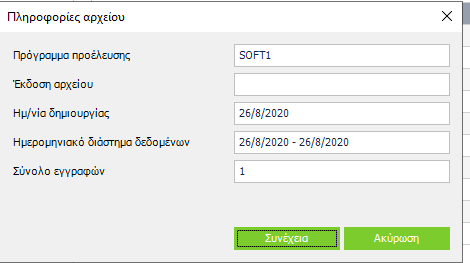 Πληροφορίες αρχείου
Πρόγραμμα προέλευσης SOFT1
Έκδοση αρχείου
Ημ/νία δημιουργίας 26/8/2020
Ημερομηνιακό διάστημα δεδομένων 26/8/2020 - 26/8/2020
Σύνολο εγγραφών 1
Συνέχεια Ακύρωση